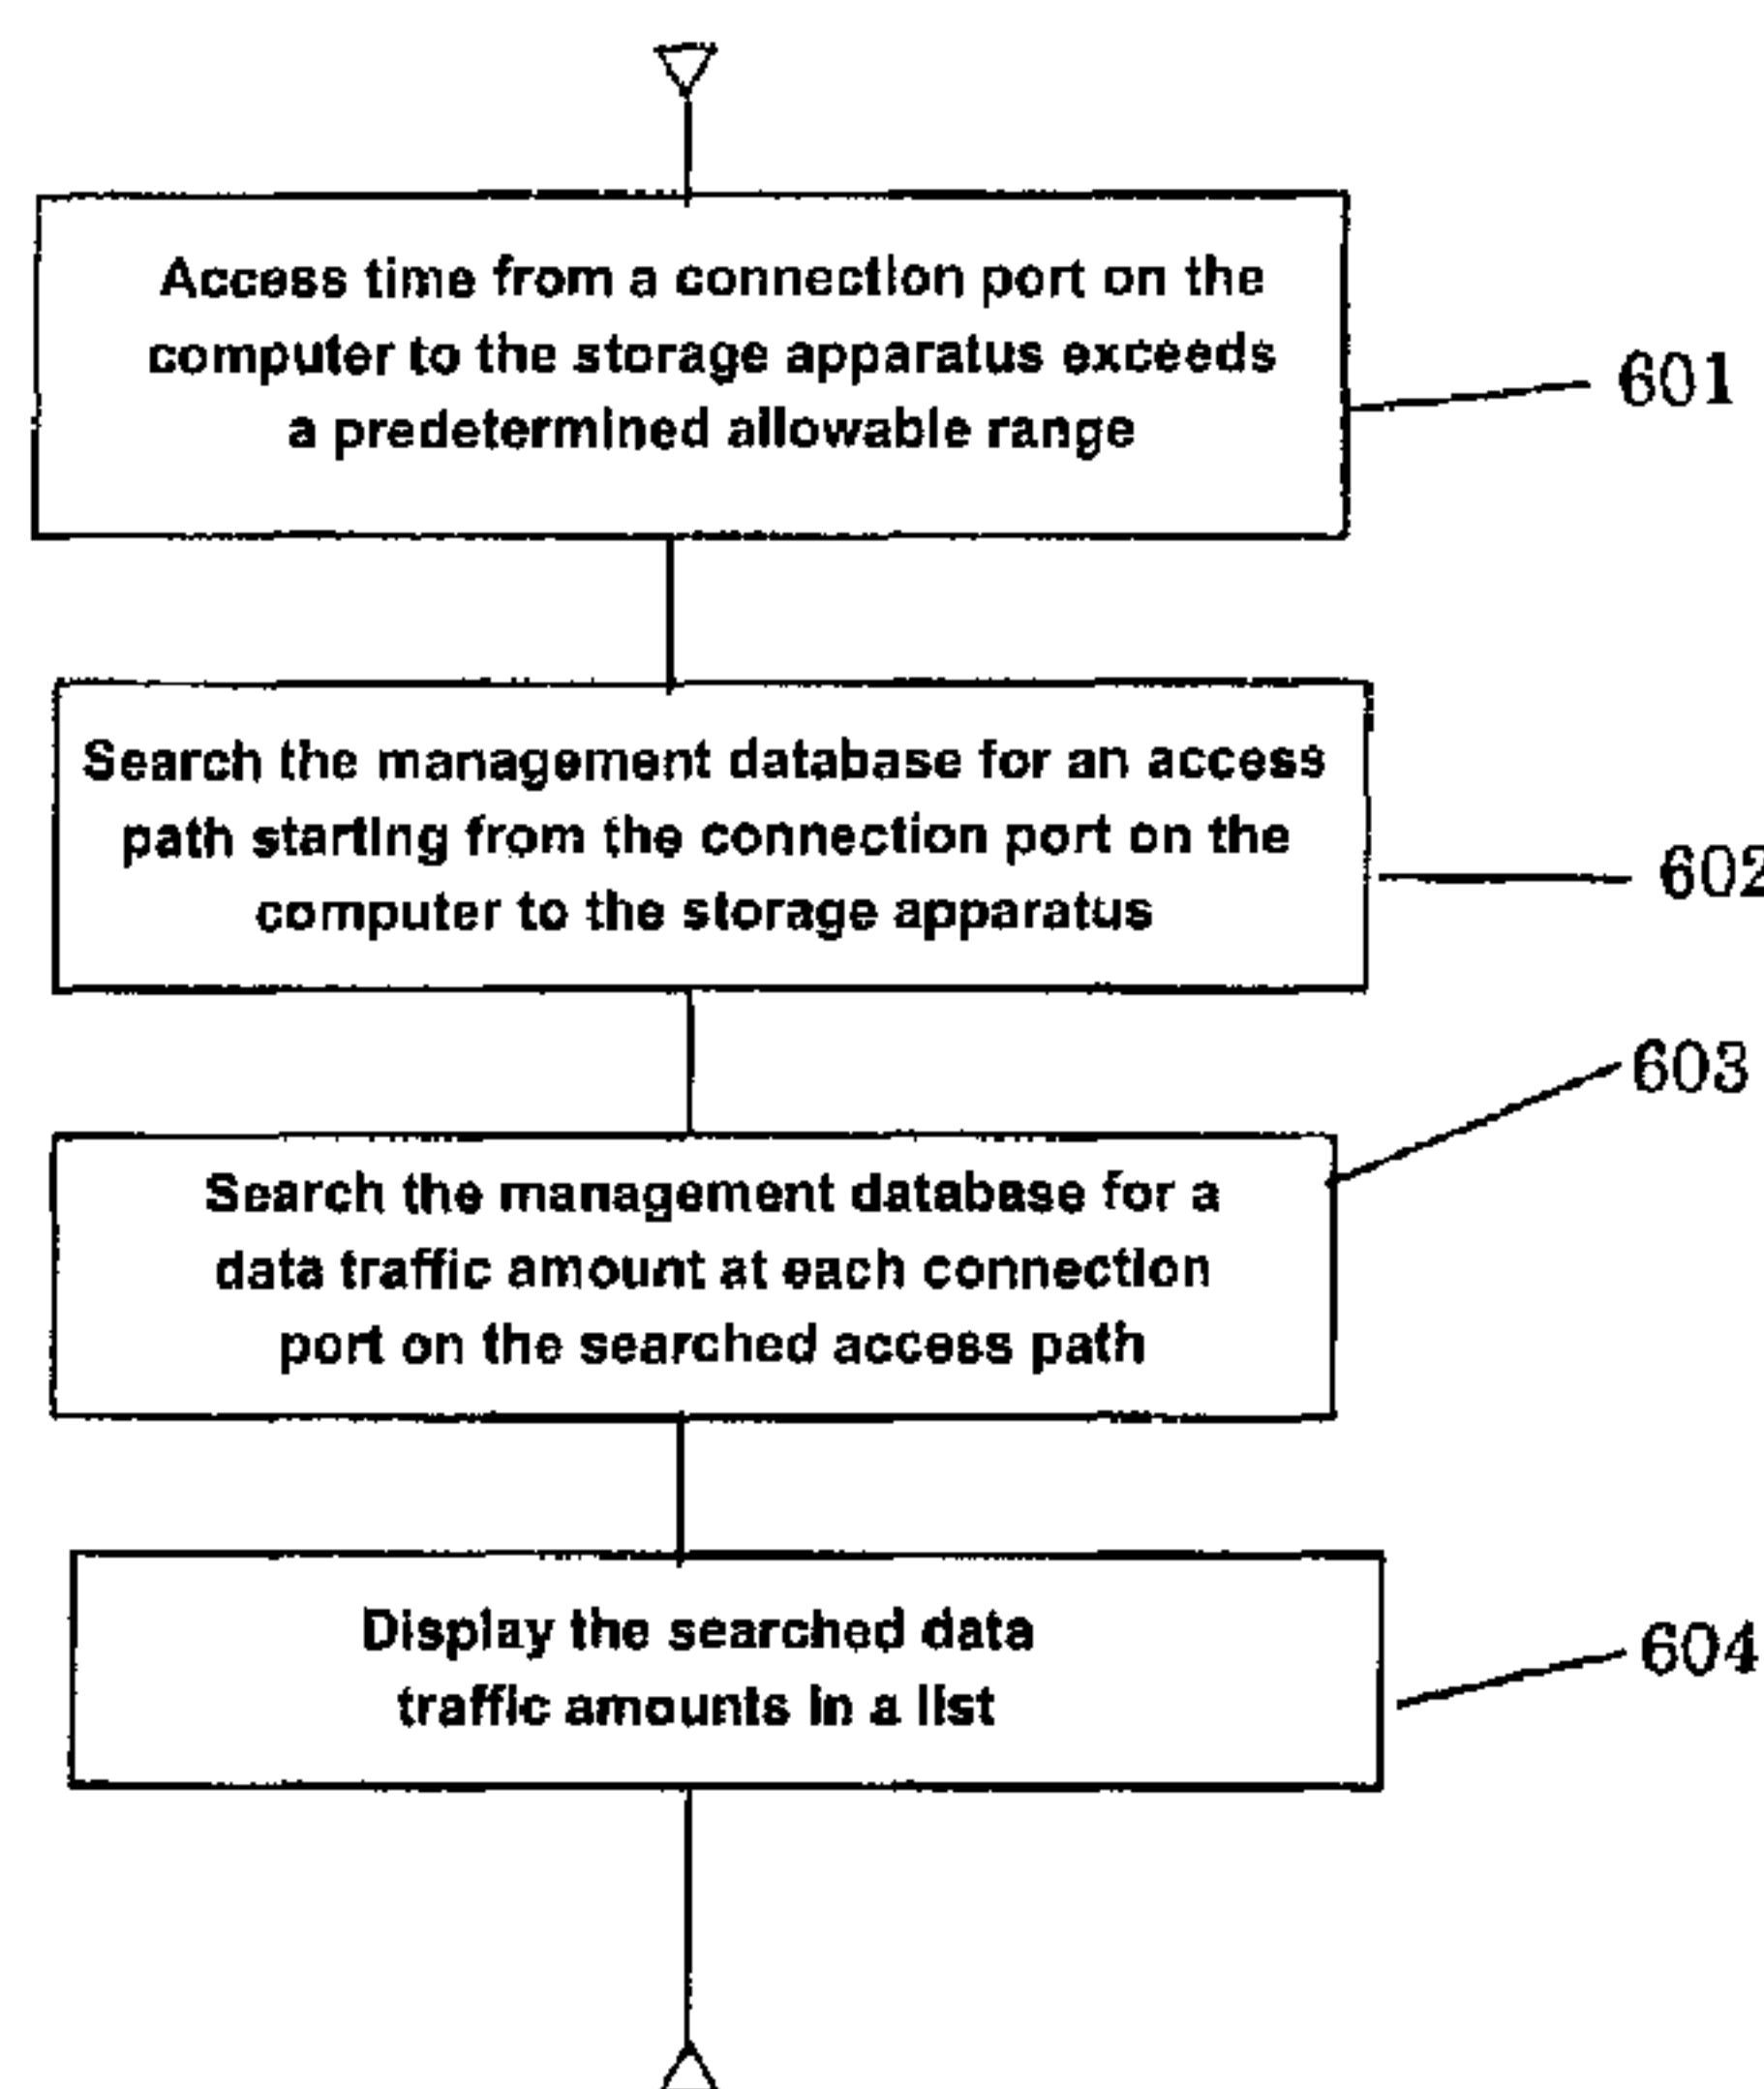 Access time from a connection port on the
computer to the storage apparatus exceeds
a predetermined allowable range
601
Search the management database for an access
path starting from the connection port on the
computer to the storage apparatus
602
603
Search the management database for a
data traffic amount at each connection
port on the searched access path
Display the searched data
traffic amounts in a list
604